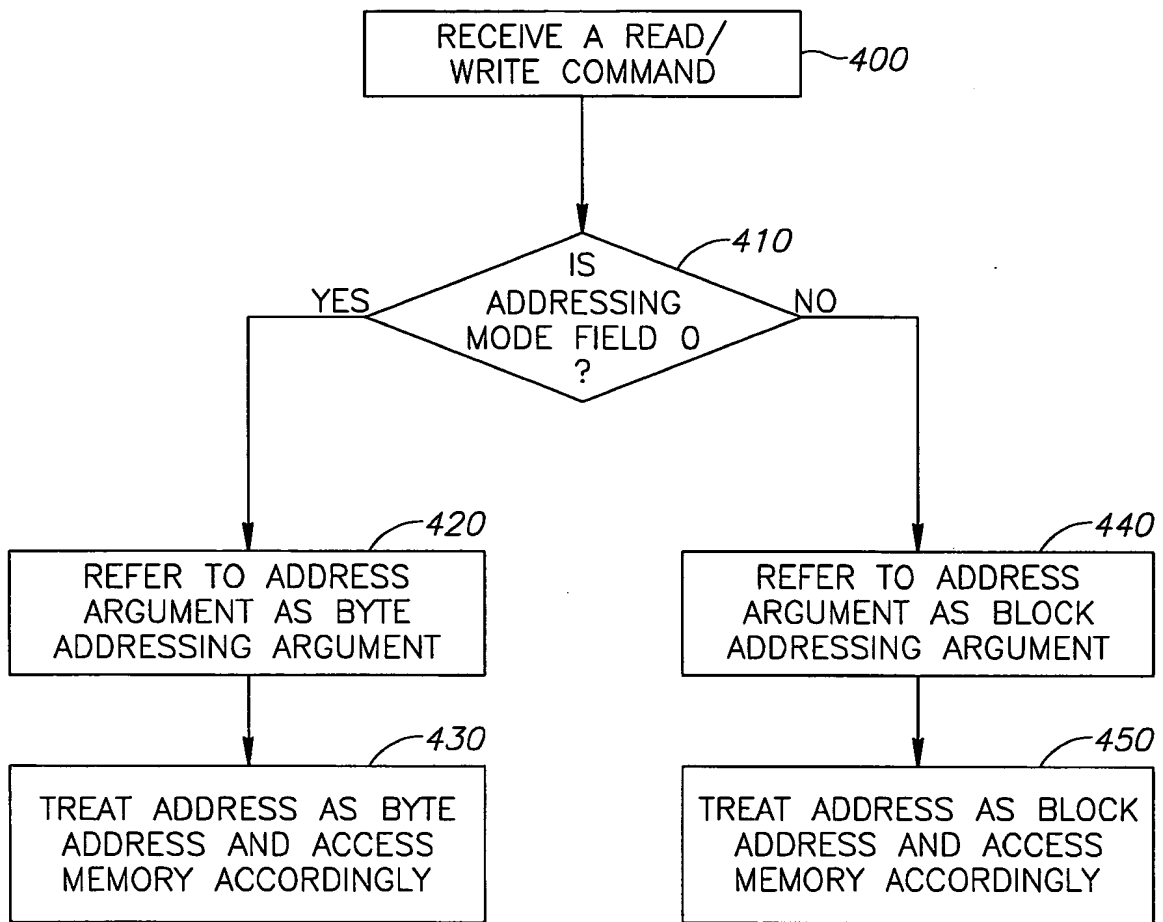 RECEIVE A READ/
WRITE COMMAND
400
410
IS
ADDRESSING
MODE FIELD 0
?
YES
NO
420
REFER TO ADDRESS
ARGUMENT AS BYTE
ADDRESSING ARGUMENT
440
REFER TO ADDRESS
ARGUMENT AS BLOCK
ADDRESSING ARGUMENT
430
TREAT ADDRESS AS BYTE
ADDRESS AND ACCESS
MEMORY ACCORDINGLY
450
TREAT ADDRESS AS BLOCK
ADDRESS AND ACCESS
MEMORY ACCORDINGLY